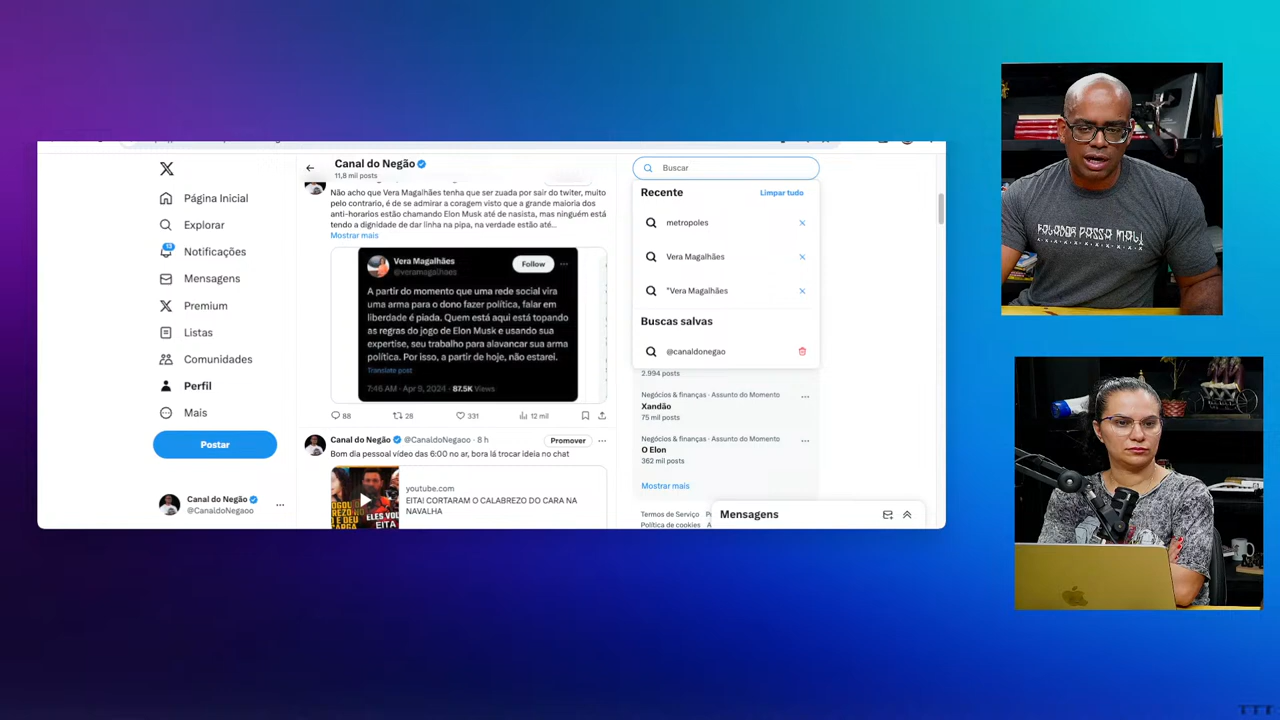 Página Inicial
Explorar
13
Notificações
Mensagens
Premium
Listas
Comunidades
Perfil
Mais
Postar
Canal do Negão
@CanaldoNegaoo
Canal do Negão
11,8 mil posts
Não acho que Vera Magalhães tenha que ser zuada por sair do twiter, muito
pelo contrário, é de se admirar a coragem visto que a grande maioria dos
anti-horarios estão chamando Elon Musk até de nasista, mas ninguém está
tendo a dignidade de dar linha na pipa, na verdade estão até...
Mostrar mais
Vera Magalhães
@veramagalhaes
Follow
A partir do momento que uma rede social vira
uma arma para o dono fazer política, falar em
liberdade é piada. Quem está aqui está topando
as regras do jogo de Elon Musk e usando sua
expertise, seu trabalho para alavancar sua arma
política. Por isso, a partir de hoje, não estarei.
Translate post
7:46 AM · Apr 9, 2024 · 87.5K Views
88 28 331 12 mil
Canal do Negão @CanaldoNegaoo · 8 h
Promover
Bom dia pessoal vídeo das 6:00 no ar, bora lá trocar ideia no chat
youtube.com
EITA! CORTARAM O CALABREZO DO CARA NA
NAVALHA
ELES VOL
EITA
Buscar
Recente
Limpar tudo
metropoles
Vera Magalhães
"Vera Magalhães
Buscas salvas
@canaldonegao
2.994 posts
Negócios & finanças · Assunto do Momento
Xandão
75 mil posts
Negócios & finanças · Assunto do Momento
O Elon
362 mil posts
Mostrar mais
Termos de Serviço
Política de cookies
Mensagens
FALADOR PASSA MAL!